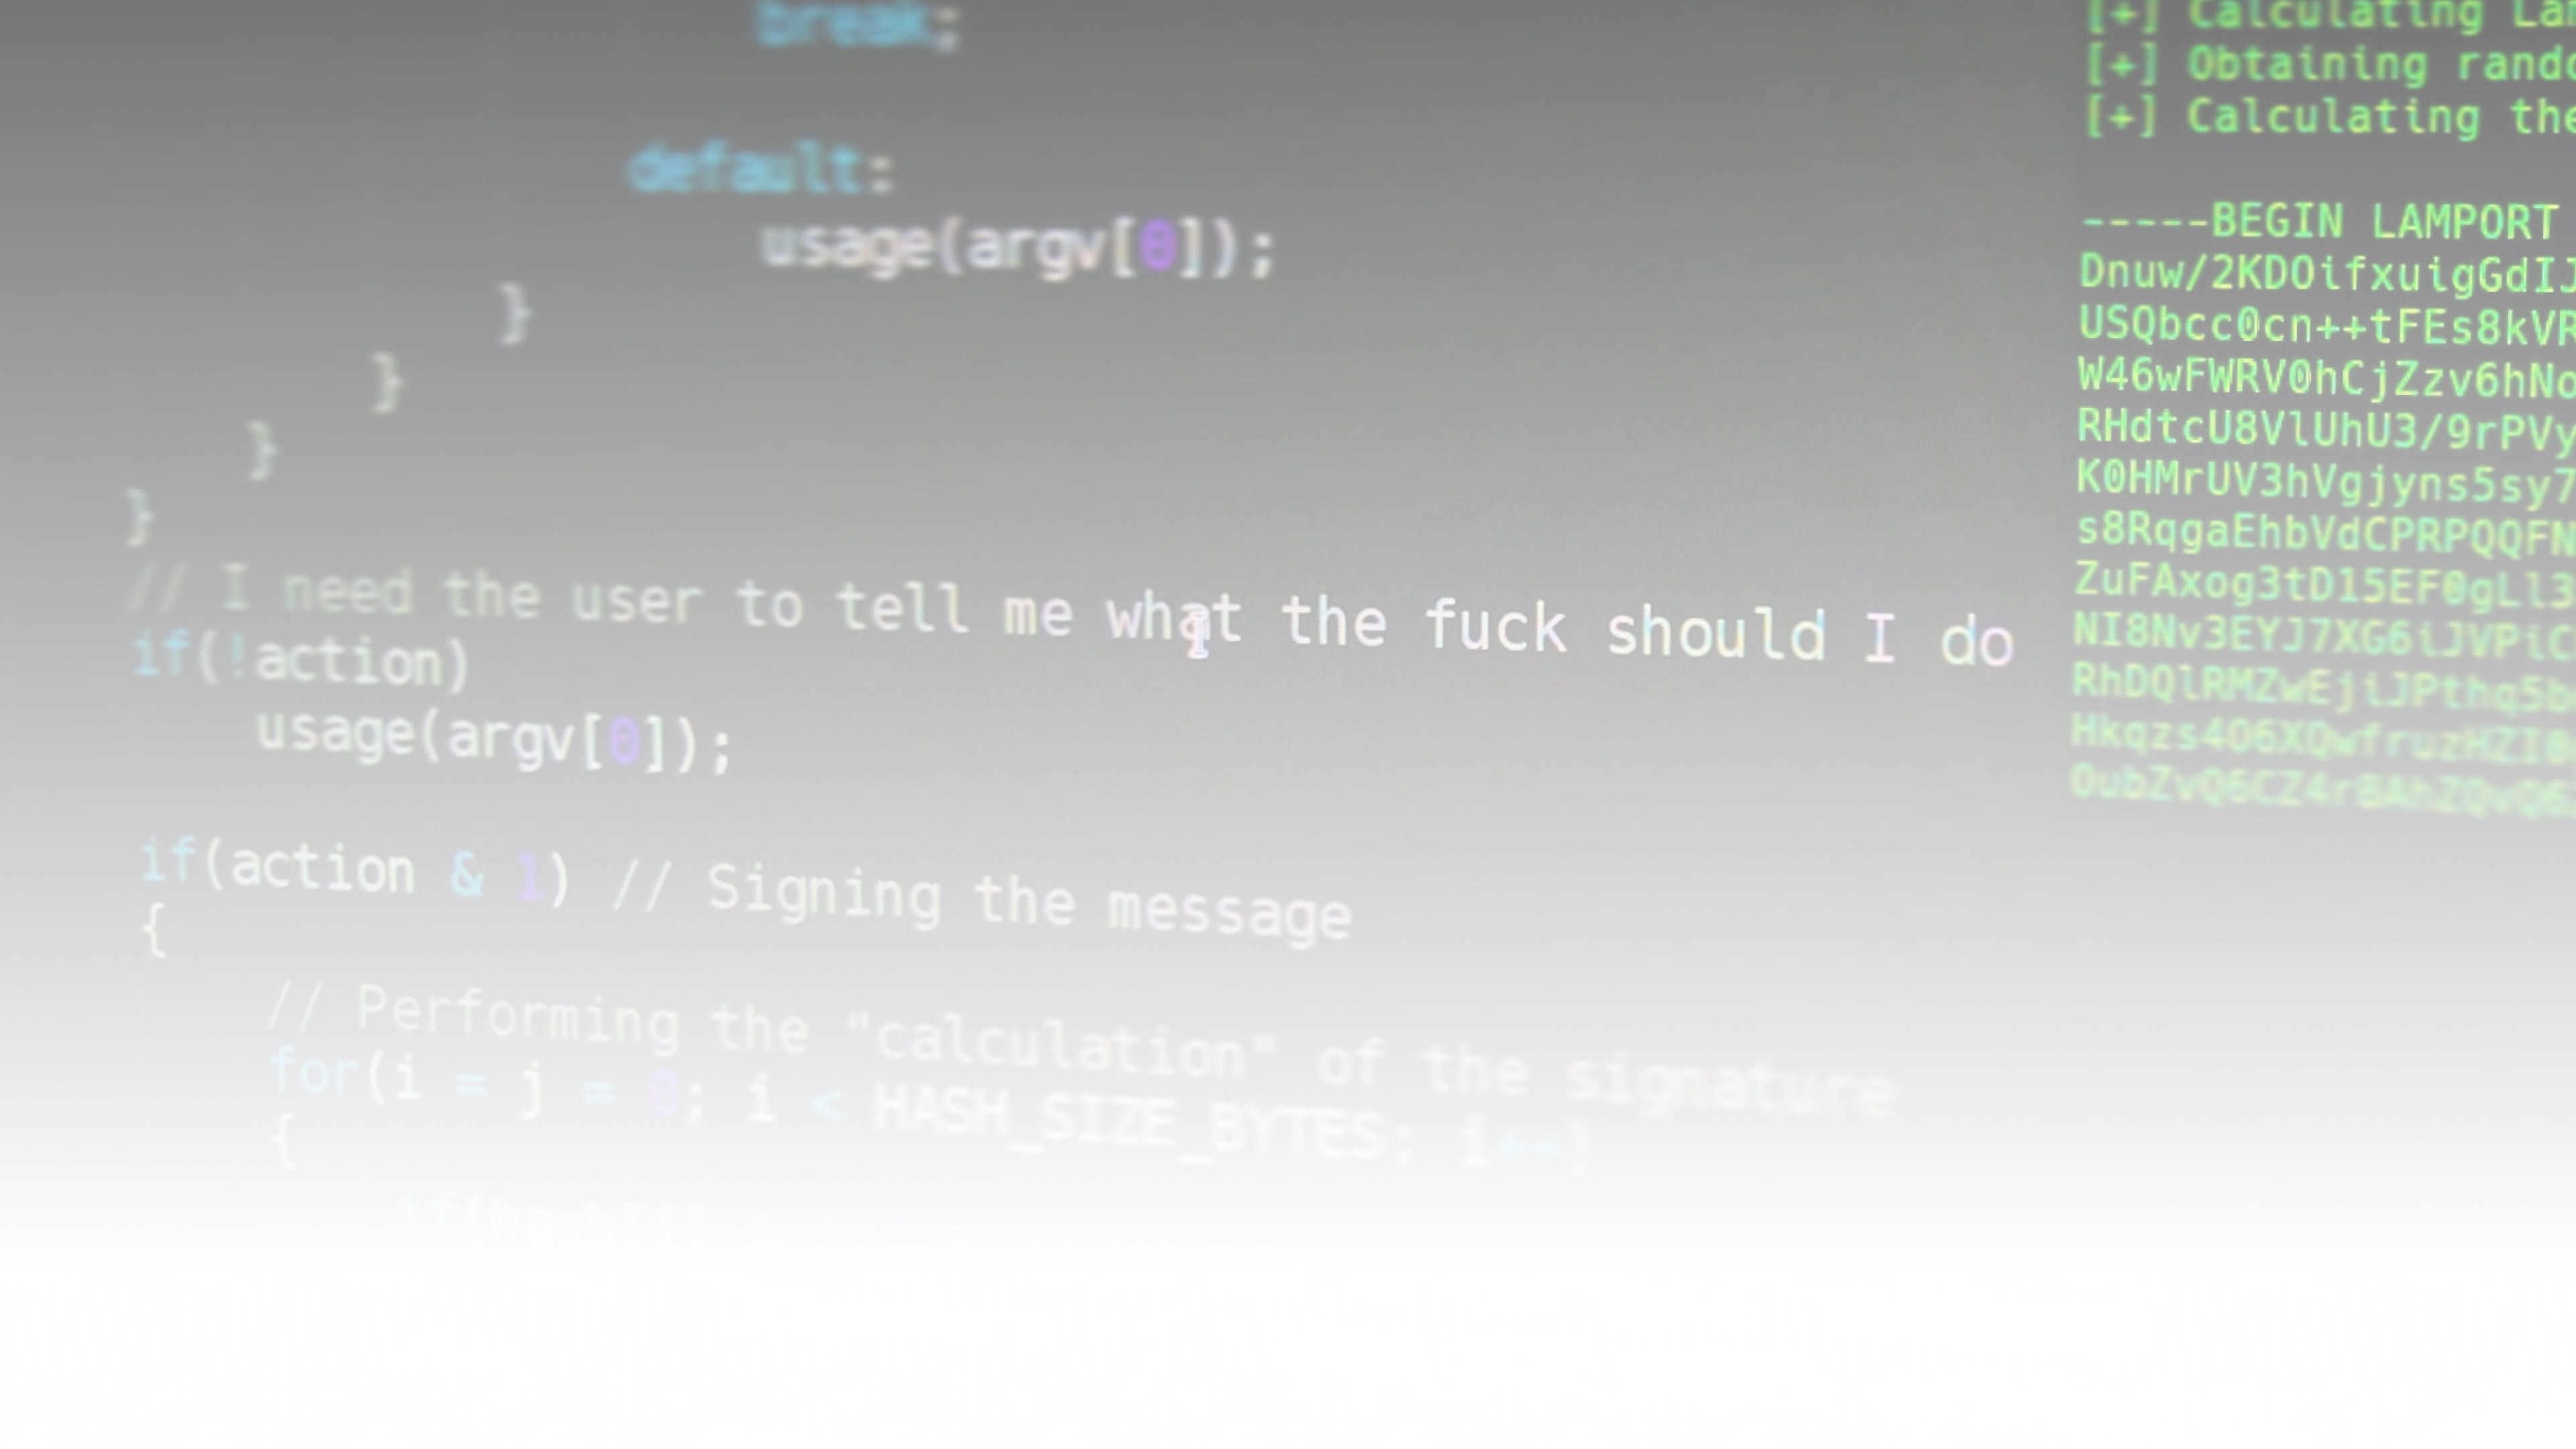 break;
default:
usage(argv[0]);
}
}
}
}
// I need the user to tell me what the fuck should I do
if(!action)
usage(argv[0]);
if(action & 1) // Signing the message
{
// Performing the "calculation" of the signature
for(i = j = 0; i < HASH_SIZE_BYTES; i++)
{
if(hash[i]
[+] Calculating La
[+] Obtaining rando
[+] Calculating the
-----BEGIN LAMPORT
Dnuw/2KDOifxuigGdIJ
USQbcc0cn++tFEs8kVR
W46wFWRV0hCjZzv6hNo
RHdtcU8VlUhU3/9rPVy
K0HMrUV3hVgjyns5sy7
s8RqgaEhbVdCPRPQQFN
ZuFAxog3tD15EF0gLl3
NI8Nv3EYJ7XG6iJVPiC
RhDQlRMZwEjiJPthq5b
Hkqzs4O6XQwfruzHZI0
OubZvQ6CZ4r8AhZQvQ6